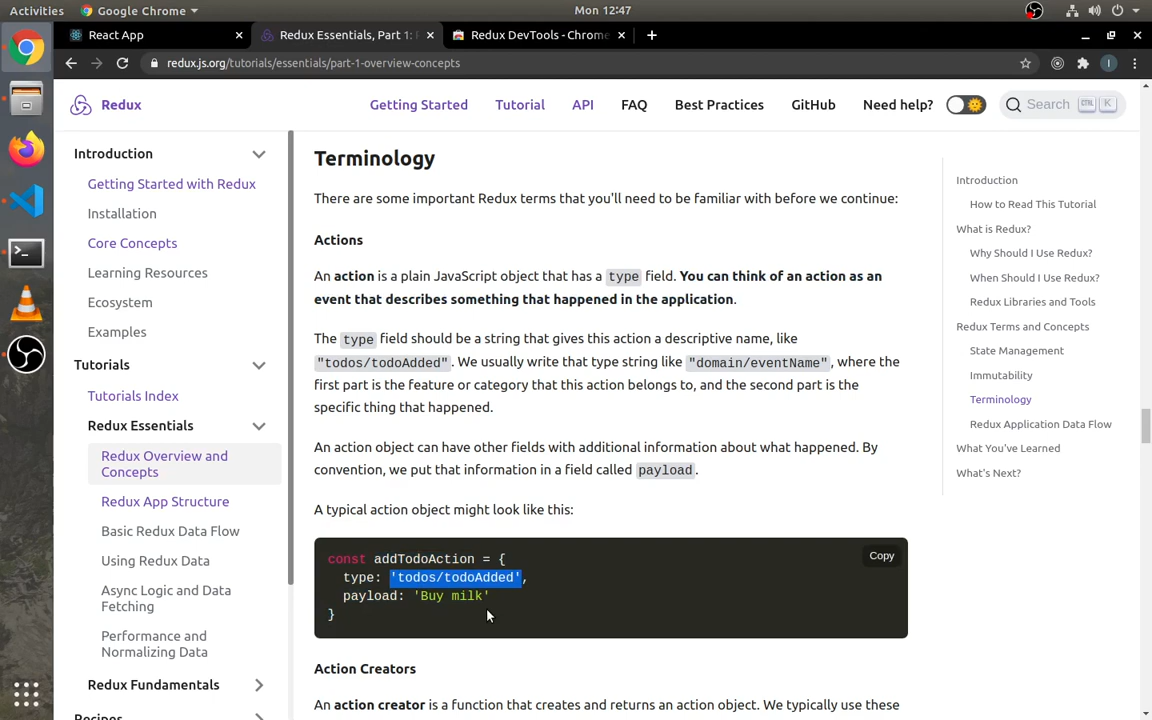 Activities
Google Chrome
Mon 12:47
React App
Redux Essentials, Part 1:
Redux DevTools - Chrome
redux.js.org/tutorials/essentials/part-1-overview-concepts
Redux
Getting Started
Tutorial
API
FAQ
Best Practices
GitHub
Need help?
Search
CTRL K
Introduction
Getting Started with Redux
Installation
Core Concepts
Learning Resources
Ecosystem
Examples
Tutorials
Tutorials Index
Redux Essentials
Redux Overview and
Concepts
Redux App Structure
Basic Redux Data Flow
Using Redux Data
Async Logic and Data
Fetching
Performance and
Normalizing Data
Redux Fundamentals
Recipes
Terminology
There are some important Redux terms that you'll need to be familiar with before we continue:
Actions
An action is a plain JavaScript object that has a type field. You can think of an action as an
event that describes something that happened in the application.
The type field should be a string that gives this action a descriptive name, like
"todos/todoAdded". We usually write that type string like "domain/eventName", where the
first part is the feature or category that this action belongs to, and the second part is the
specific thing that happened.
An action object can have other fields with additional information about what happened. By
convention, we put that information in a field called payload.
A typical action object might look like this:
const addTodoAction = {
type: 'todos/todoAdded',
payload: 'Buy milk'
}
Copy
Action Creators
An action creator is a function that creates and returns an action object. We typically use these
Introduction
How to Read This Tutorial
What is Redux?
Why Should I Use Redux?
When Should I Use Redux?
Redux Libraries and Tools
Redux Terms and Concepts
State Management
Immutability
Terminology
Redux Application Data Flow
What You've Learned
What's Next?